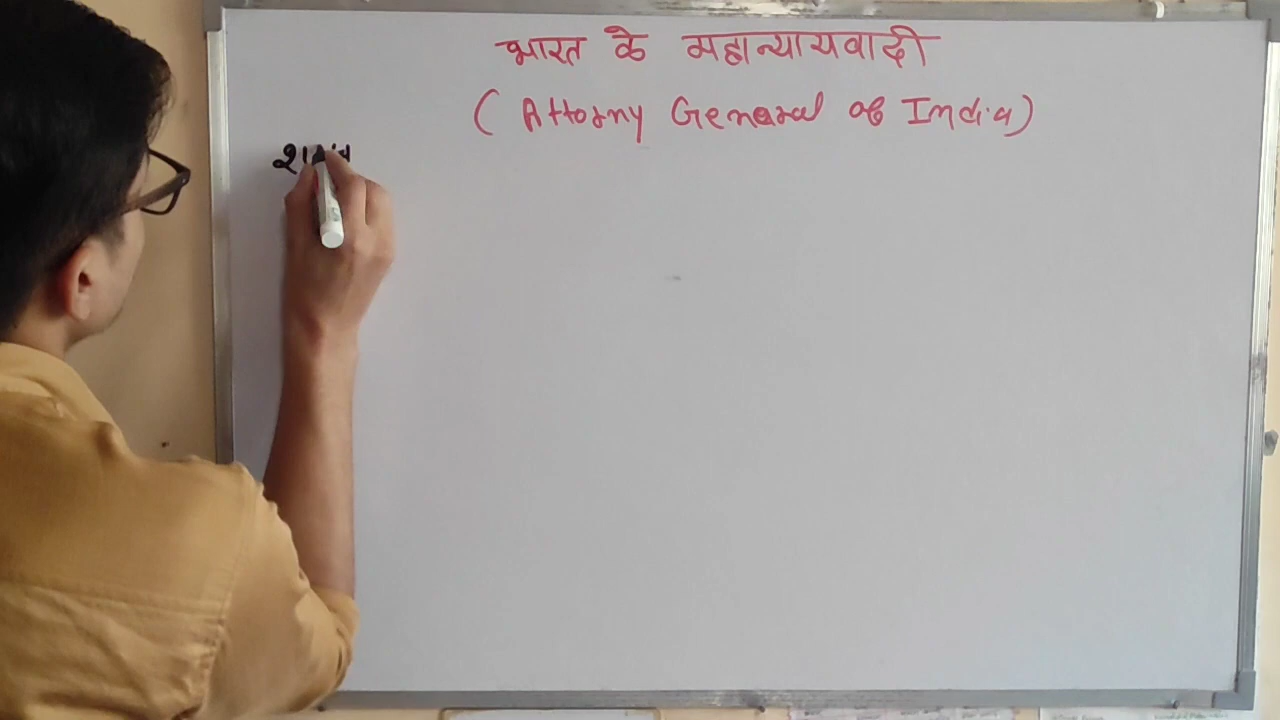 भारत के महान्यायवादी
( Attorny General of India)